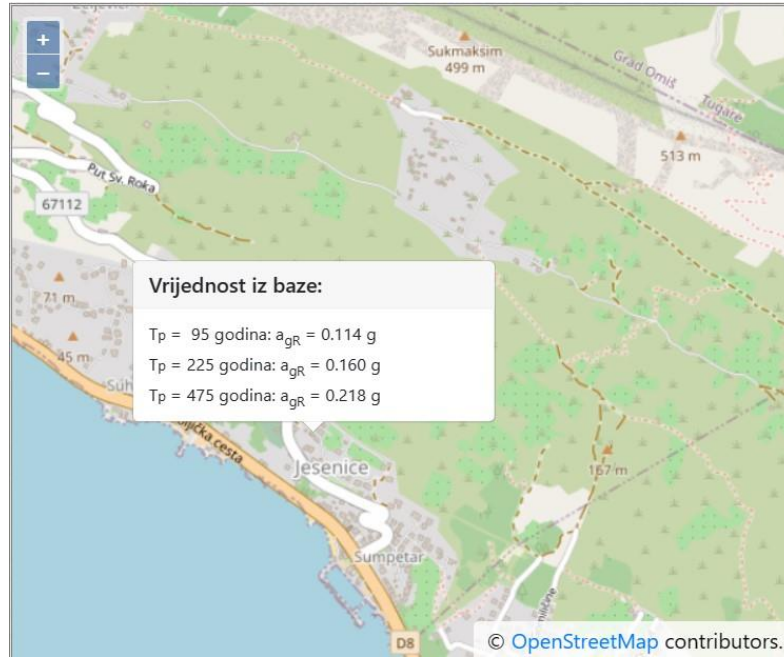 +
−
Sukmaksim
499 m
Grad Omiš
Tugare
513 m
Put Sv. Roka
67112
Vrijednost iz baze:
Tp = 95 godina: agR = 0.114 g
Tp = 225 godina: agR = 0.160 g
Tp = 475 godina: agR = 0.218 g
71 m
45 m
cesta
Jesenice
167 m
Sumpetar
D8
© OpenStreetMap contributors.